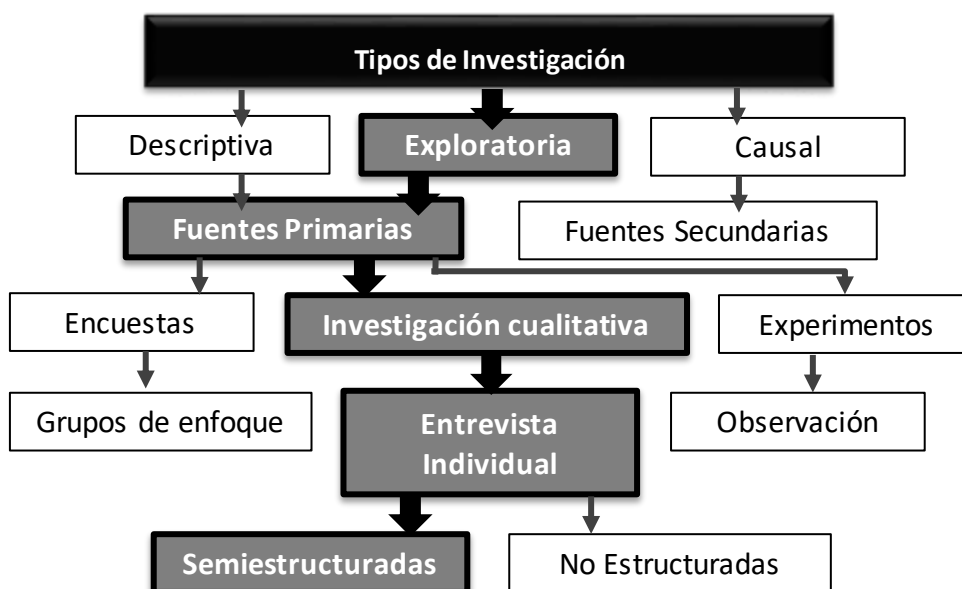 Tipos de Investigación
Descriptiva
Exploratoria
Causal
Fuentes Primarias
Fuentes Secundarias
Encuestas
Investigación cualitativa
Experimentos
Grupos de enfoque
Entrevista
Individual
Observación
Semiestructuradas
No Estructuradas